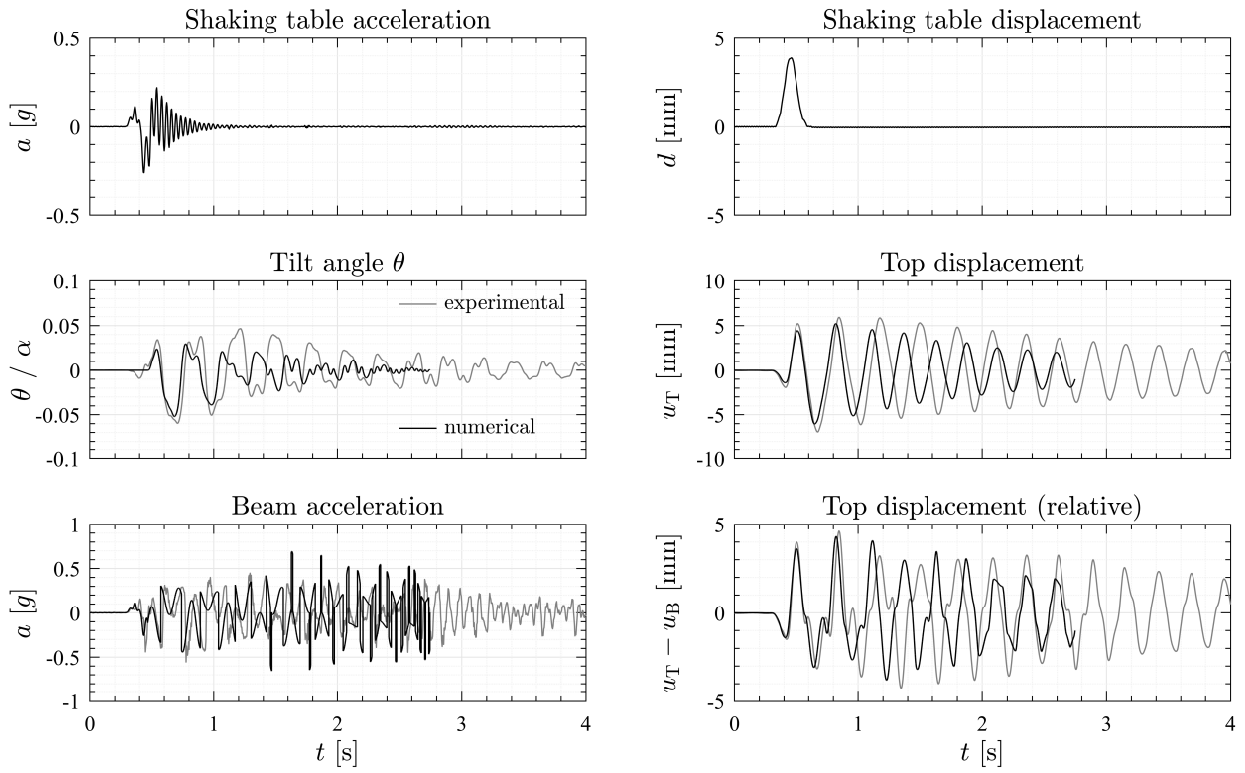 Shaking table acceleration
0.5
0
-0.5
a [g]
Shaking table displacement
5
0
-5
d [mm]
Tilt angle θ
0.1
0.05
0
-0.05
-0.1
θ / α
experimental
numerical
Top displacement
10
5
0
-5
-10
u_T [mm]
Beam acceleration
1
0.5
0
-0.5
-1
a [g]
0 1 2 3 4
t [s]
Top displacement (relative)
5
0
-5
u_T − u_B [mm]
0 1 2 3 4
t [s]